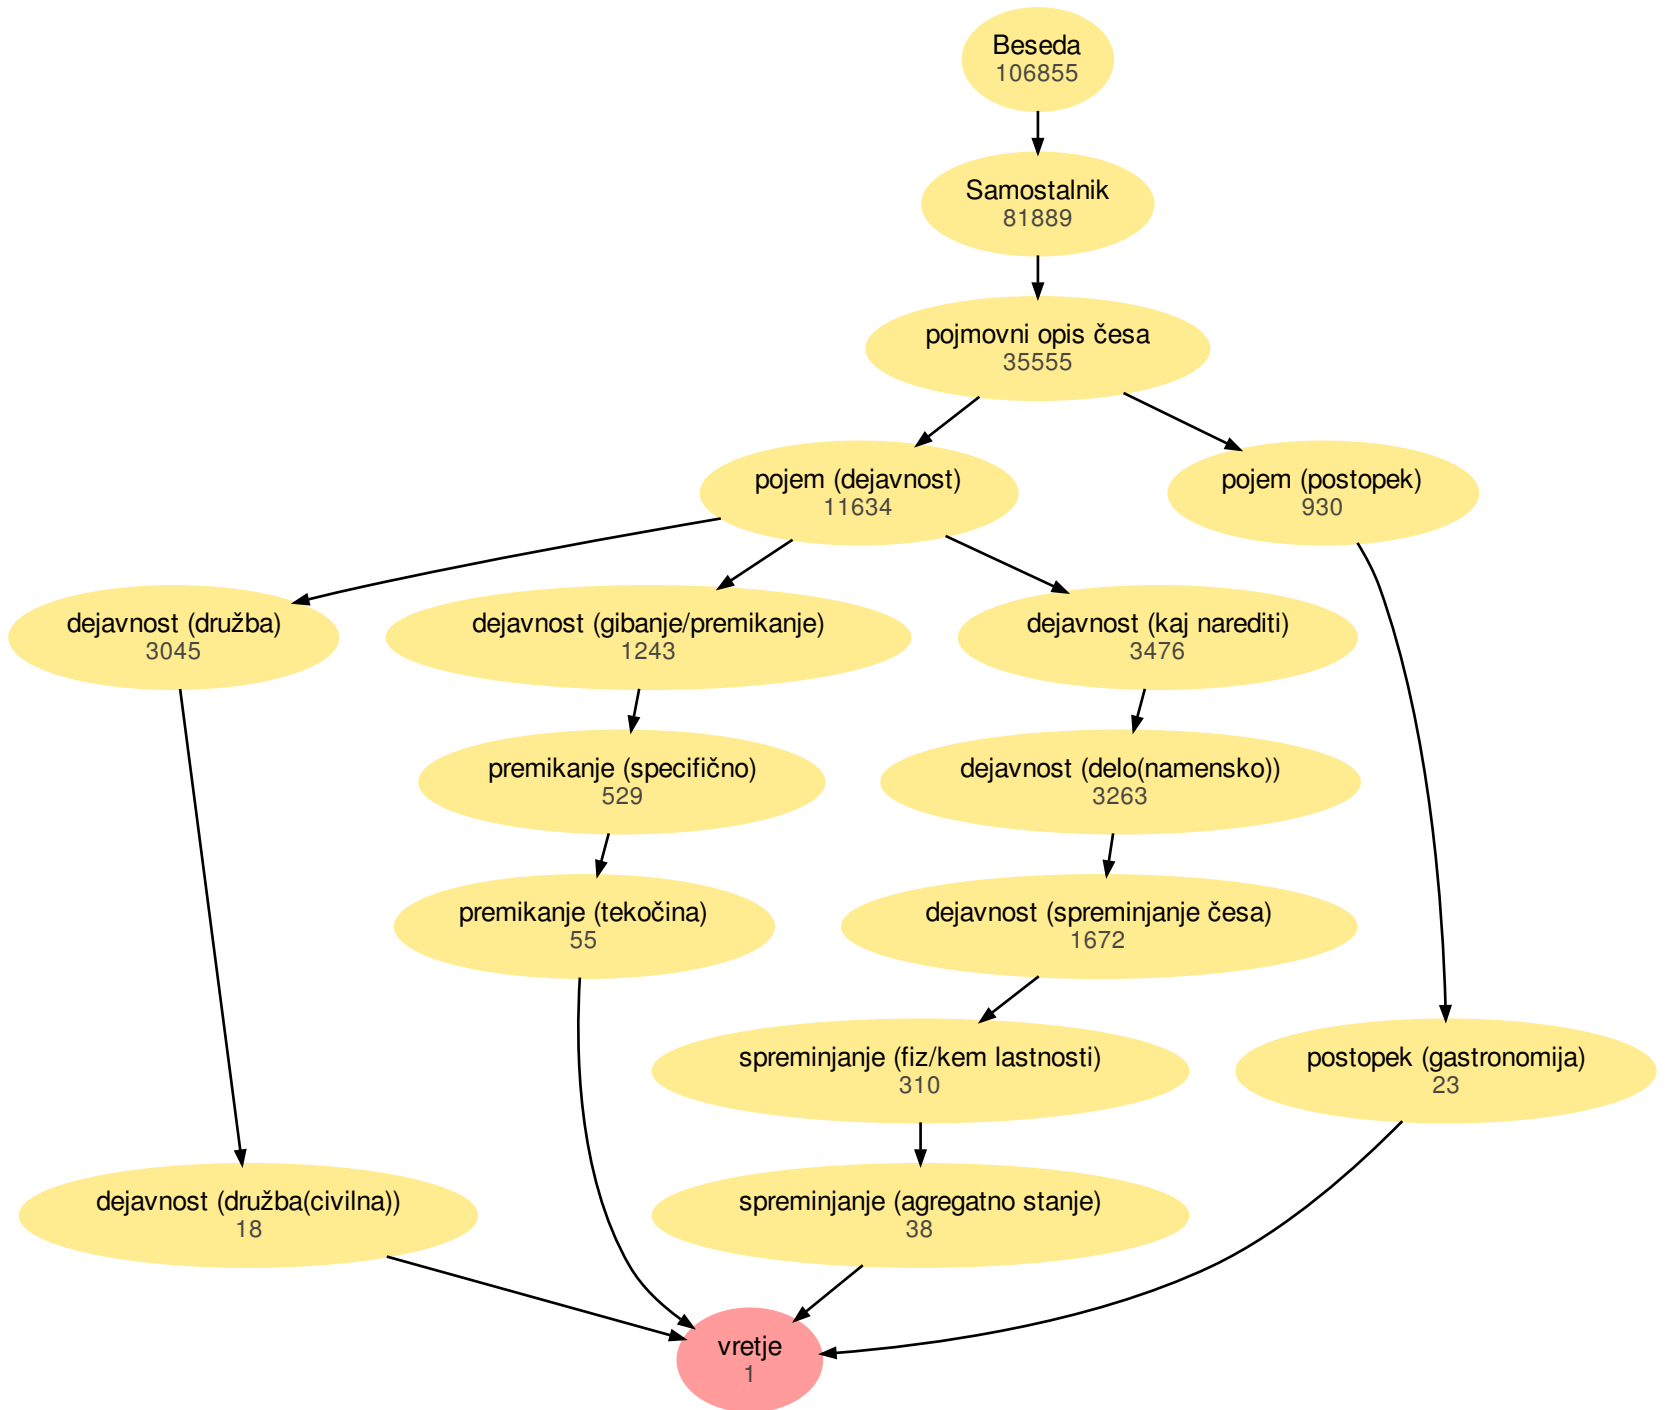 Beseda
106855
Samostalnik
81889
pojmovni opis česa
35555
pojem (dejavnost)
11634
pojem (postopek)
930
dejavnost (družba)
3045
dejavnost (gibanje/premikanje)
1243
dejavnost (kaj narediti)
3476
premikanje (specifično)
529
dejavnost (delo(namensko))
3263
premikanje (tekočina)
55
dejavnost (spreminjanje česa)
1672
spreminjanje (fiz/kem lastnosti)
310
postopek (gastronomija)
23
dejavnost (družba(civilna))
18
spreminjanje (agregatno stanje)
38
vretje
1